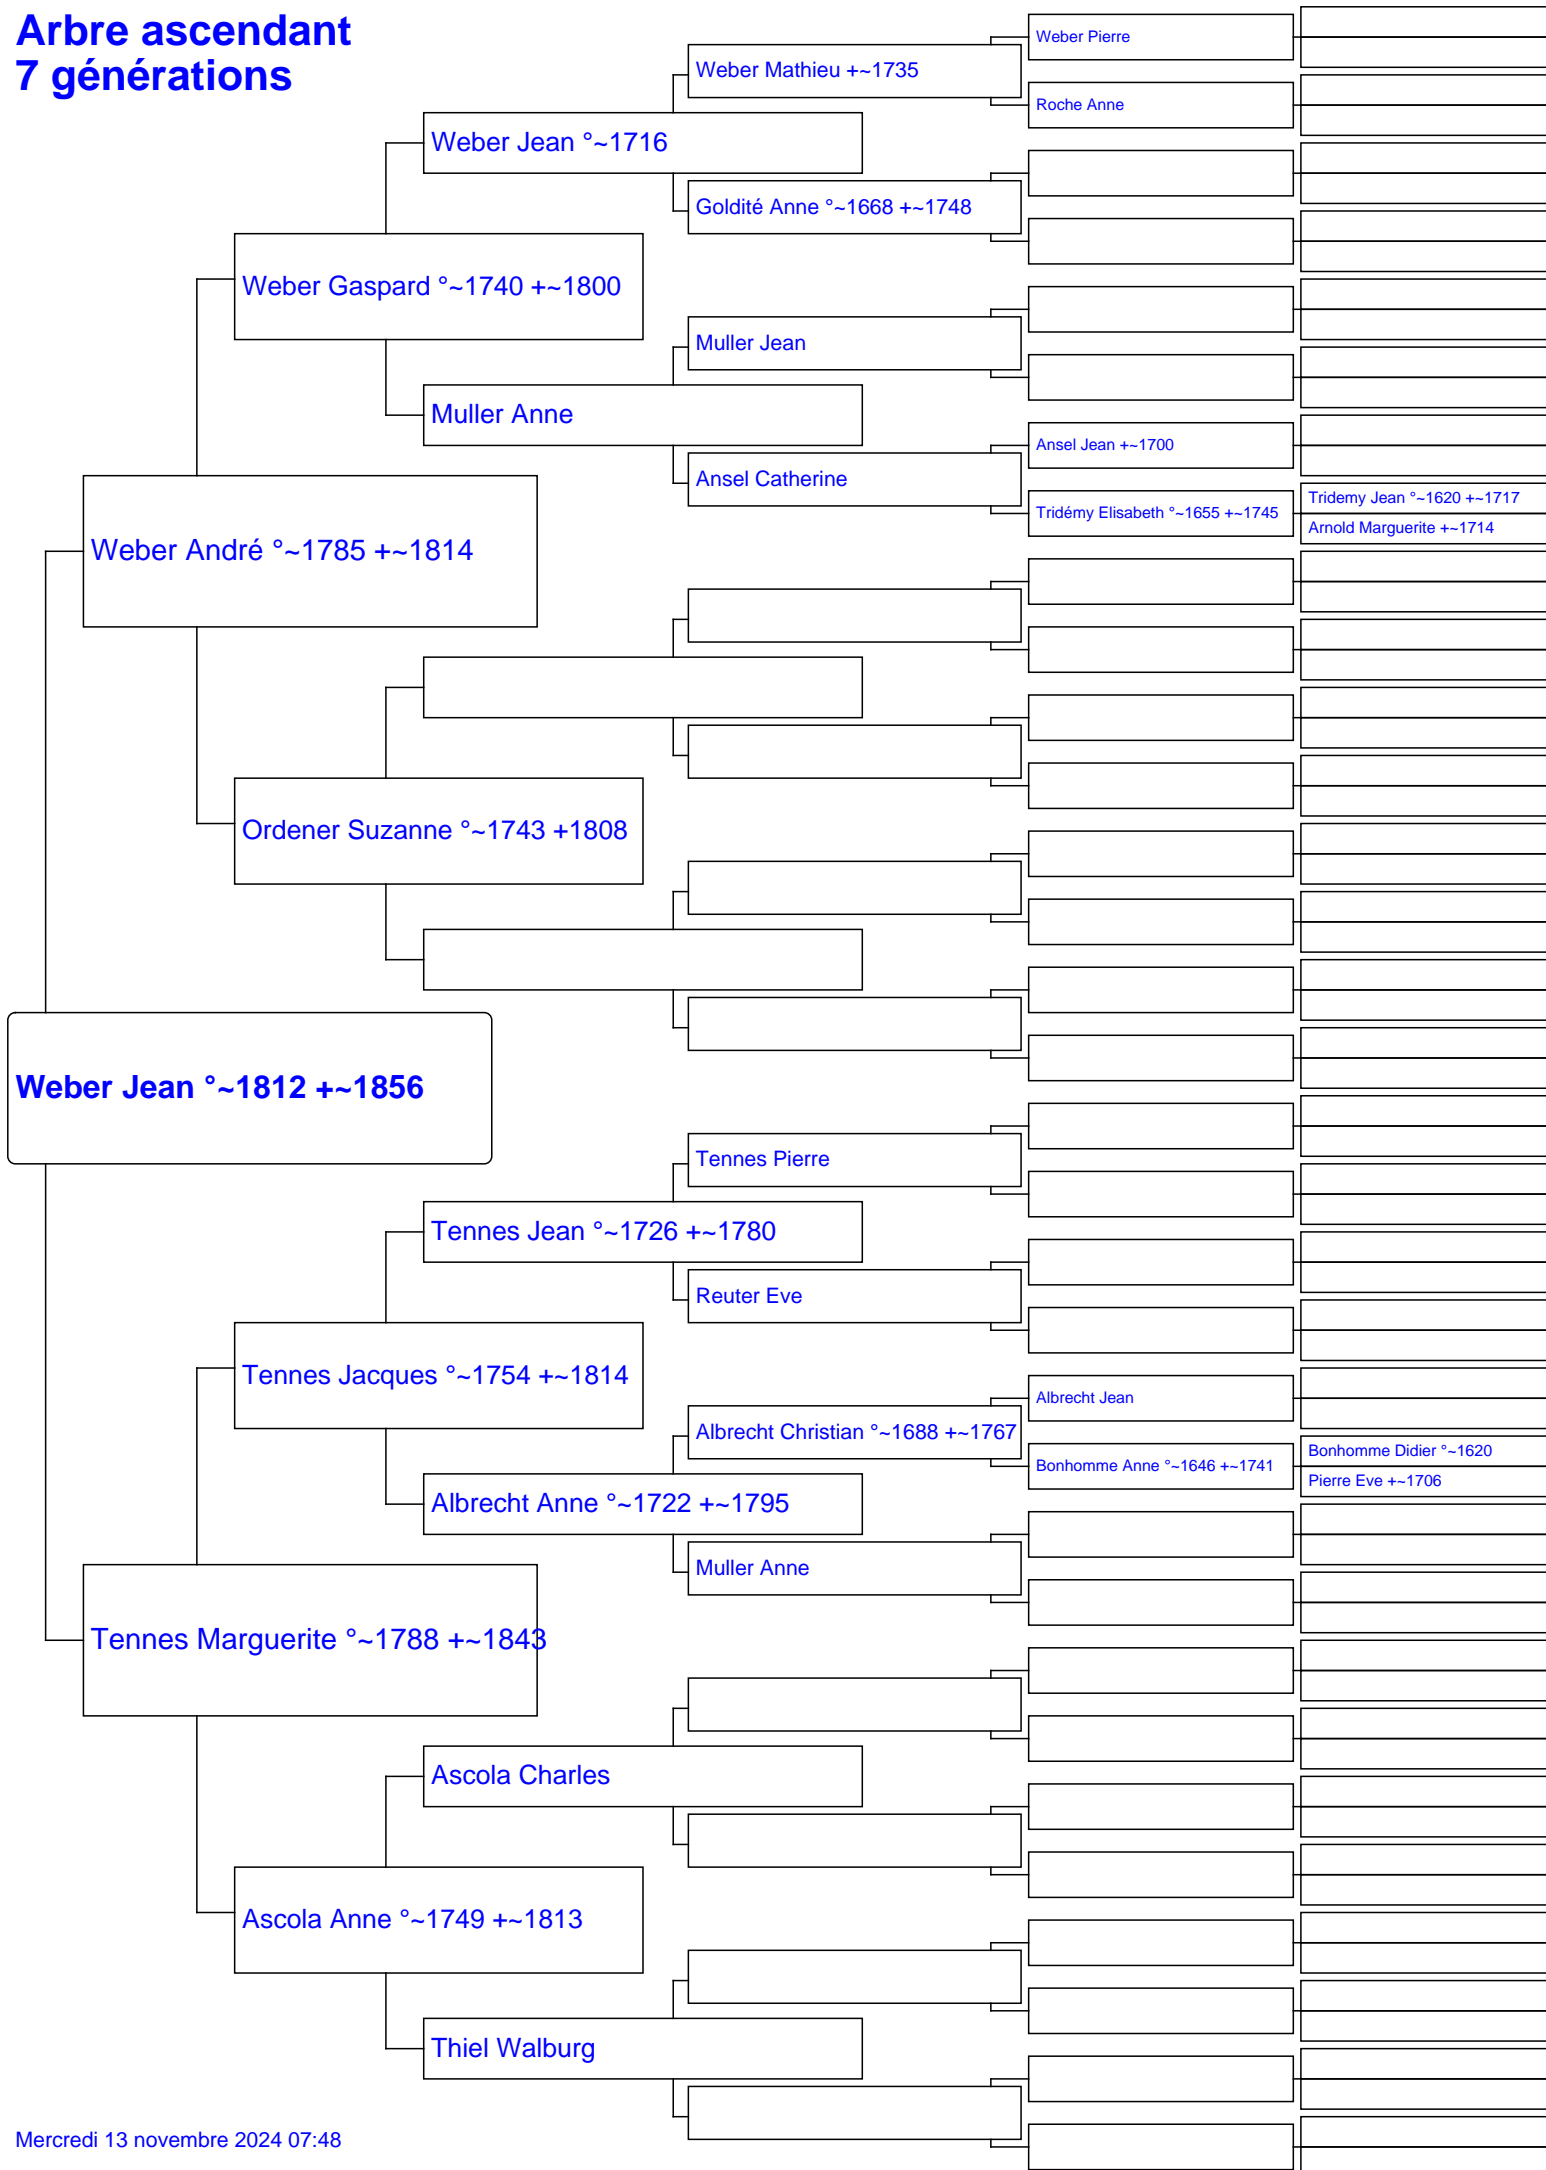 Arbre ascendant
7 générations
Weber Pierre
Weber Mathieu +~1735
Roche Anne
Weber Jean °~1716
Goldité Anne °~1668 +~1748
Weber Gaspard °~1740 +~1800
Muller Jean
Muller Anne
Ansel Jean +~1700
Ansel Catherine
Tridemy Jean °~1620 +~1717
Tridémy Elisabeth °~1655 +~1745
Arnold Marguerite +~1714
Weber André °~1785 +~1814
Ordener Suzanne °~1743 +1808
Weber Jean °~1812 +~1856
Tennes Pierre
Tennes Jean °~1726 +~1780
Reuter Eve
Tennes Jacques °~1754 +~1814
Albrecht Jean
Albrecht Christian °~1688 +~1767
Bonhomme Didier °~1620
Bonhomme Anne °~1646 +~1741
Pierre Eve +~1706
Albrecht Anne °~1722 +~1795
Muller Anne
Tennes Marguerite °~1788 +~1843
Ascola Charles
Ascola Anne °~1749 +~1813
Thiel Walburg
Mercredi 13 novembre 2024 07:48